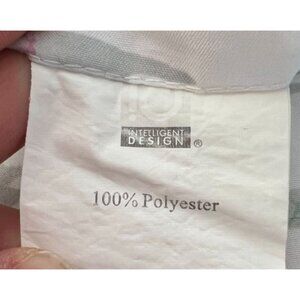 INTELLIGENT
DESIGN ®
100% Polyester